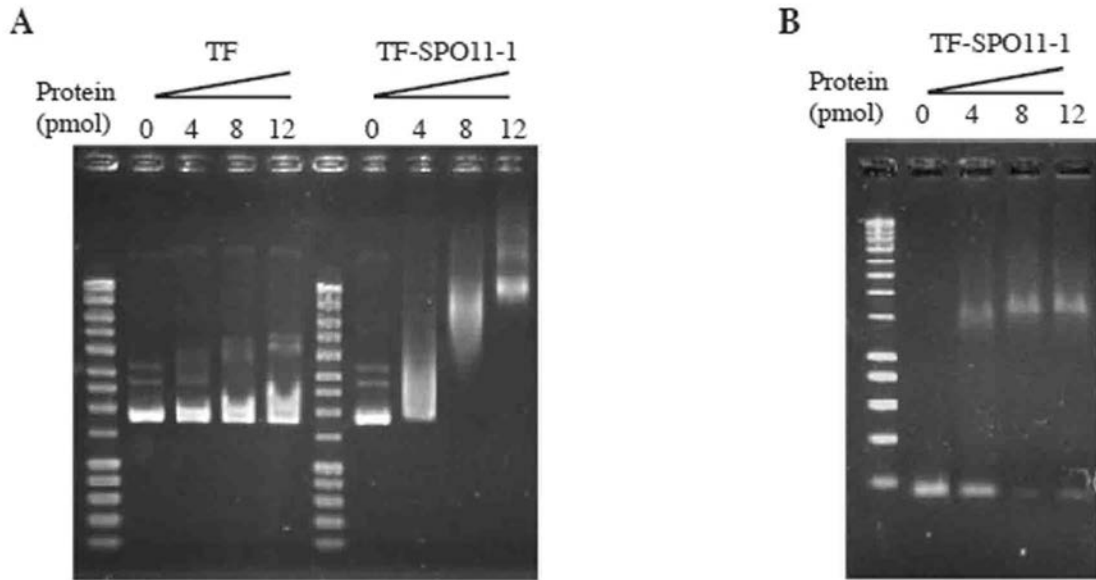 A
TF TF-SPO11-1
Protein
(pmol) 0 4 8 12 0 4 8 12
B
TF-SPO11-1
Protein
(pmol) 0 4 8 12